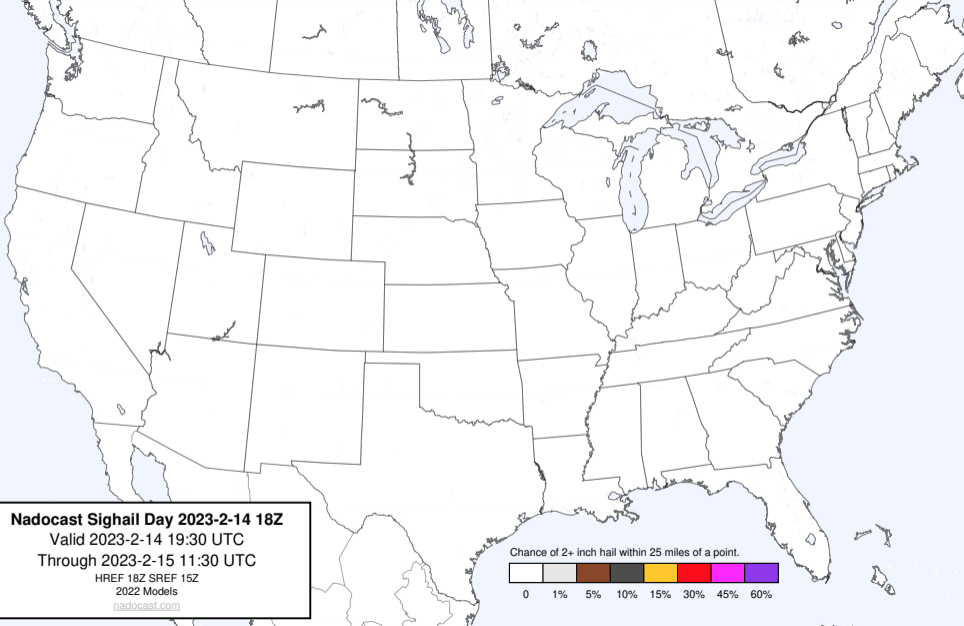 Nadocast Sighail Day 2023-2-14 18Z
Valid 2023-2-14 19:30 UTC
Through 2023-2-15 11:30 UTC
HREF 18Z SREF 15Z
2022 Models
nadocast.com
Chance of 2+ inch hail within 25 miles of a point.
0 1% 5% 10% 15% 30% 45% 60%